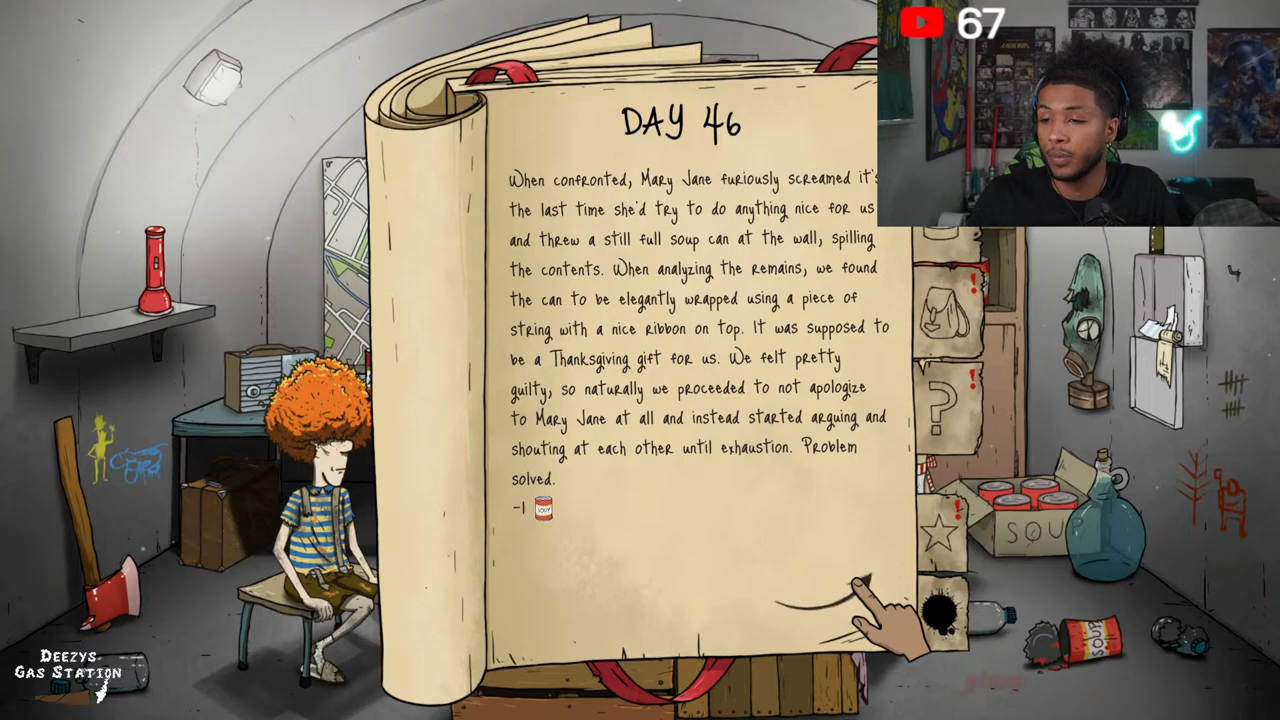 67
DAY 46
When confronted, Mary Jane furiously screamed it's
the last time she'd try to do anything nice for us
and threw a still full soup can at the wall, spilling
the contents. When analyzing the remains, we found
the can to be elegantly wrapped using a piece of
string with a nice ribbon on top. It was supposed to
be a Thanksgiving gift for us. We felt pretty
guilty, so naturally we proceeded to not apologize
to Mary Jane at all and instead started arguing and
shouting at each other until exhaustion. Problem
solved.
-1 SOUP
SOUP
SOUP
DEEZYS
GAS STATION